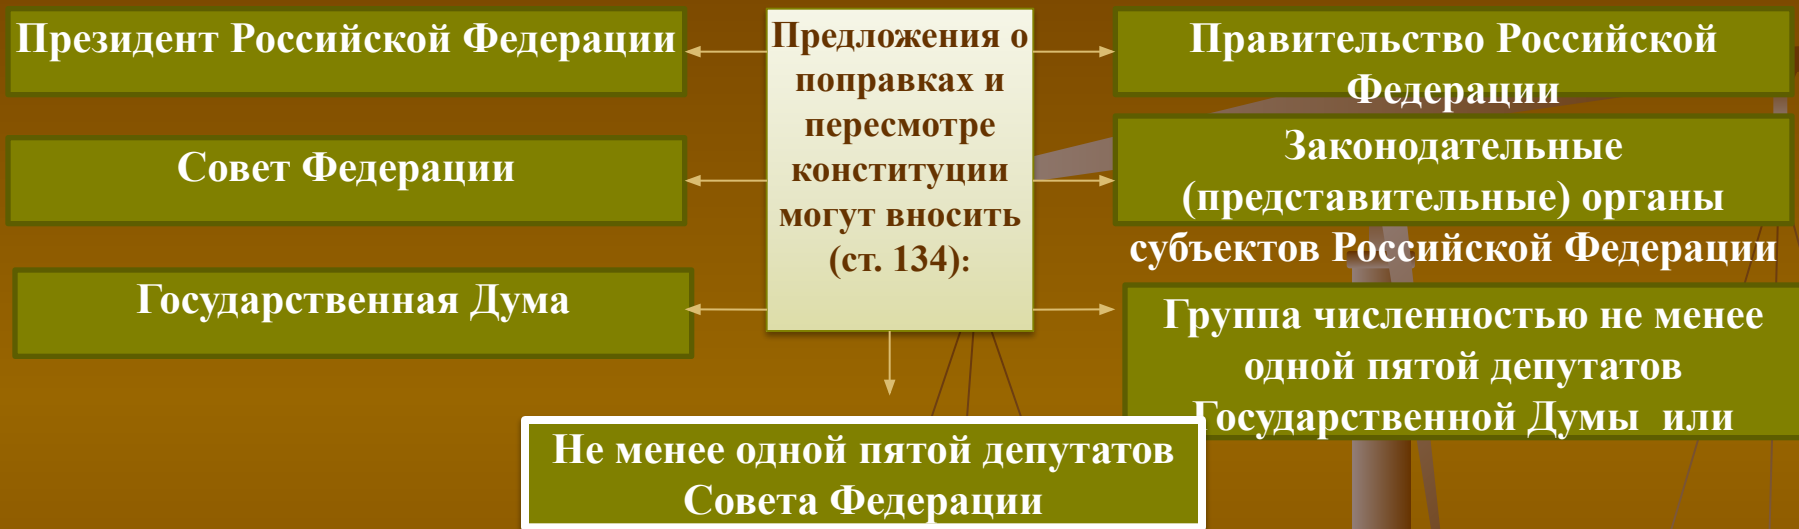 Президент Российской Федерации
Совет Федерации
Государственная Дума
Предложения о
поправках и
пересмотре
конституции
могут вносить
(ст. 134):
Правительство Российской
Федерации
Законодательные
(представительные) органы
субъектов Российской Федерации
Группа численностью не менее
одной пятой депутатов
Государственной Думы или
Не менее одной пятой депутатов
Совета Федерации